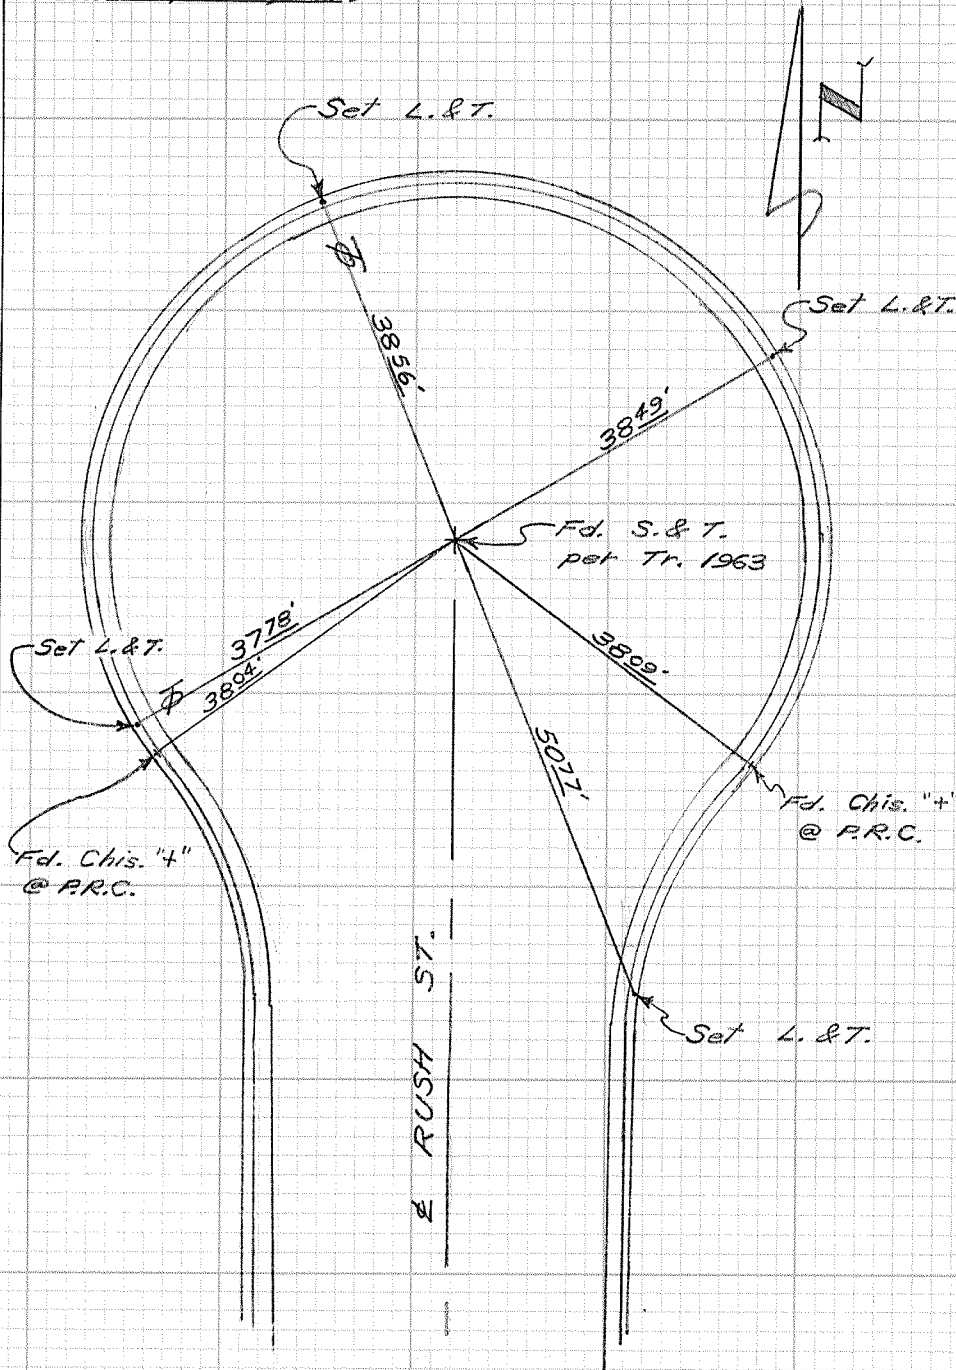 Set L.&T.
N
Set L.&T.
38 56'
38 49'
Fd. S.& T.
per Tr. 1963
37 78'
38 04'
38 09'
Set L.&T.
50 77'
Fd. Chis. "+"
@ P.R.C.
Fd. Chis. "+"
@ P.R.C.
Set L.&T.
℄ RUSH ST.